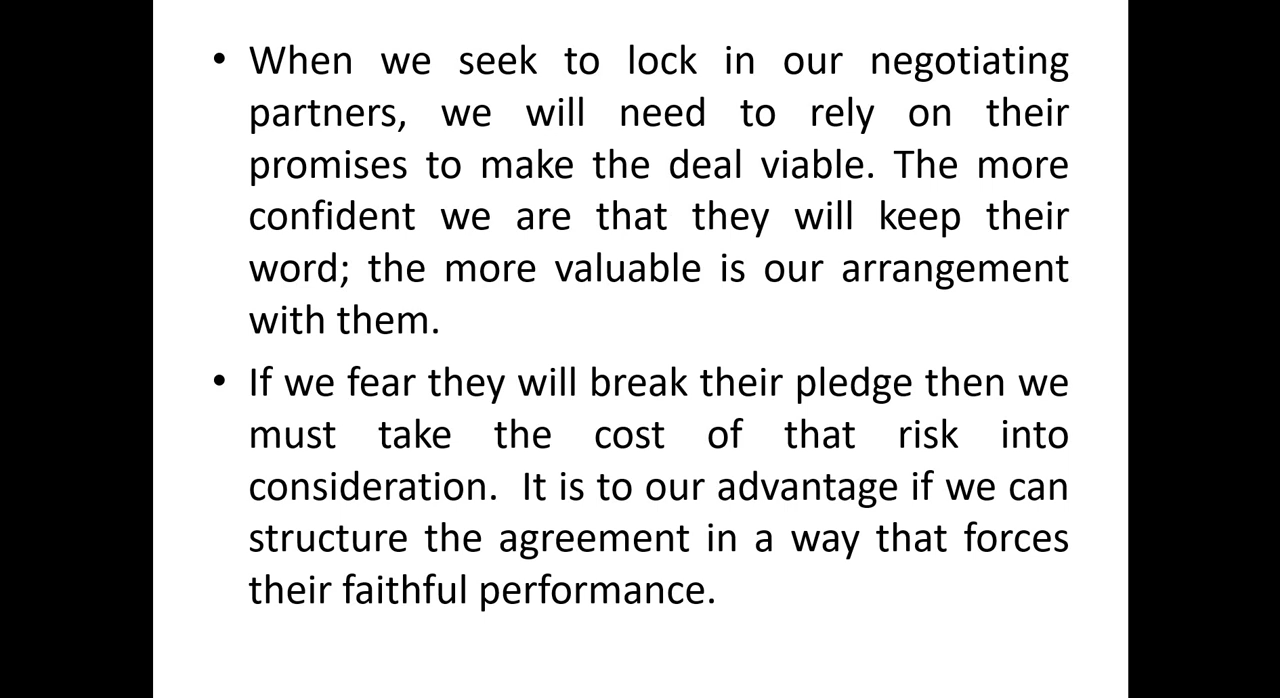 • When we seek to lock in our negotiating
partners, we will need to rely on their
promises to make the deal viable. The more
confident we are that they will keep their
word; the more valuable is our arrangement
with them.
• If we fear they will break their pledge then we
must take the cost of that risk into
consideration.  It is to our advantage if we can
structure the agreement in a way that forces
their faithful performance.